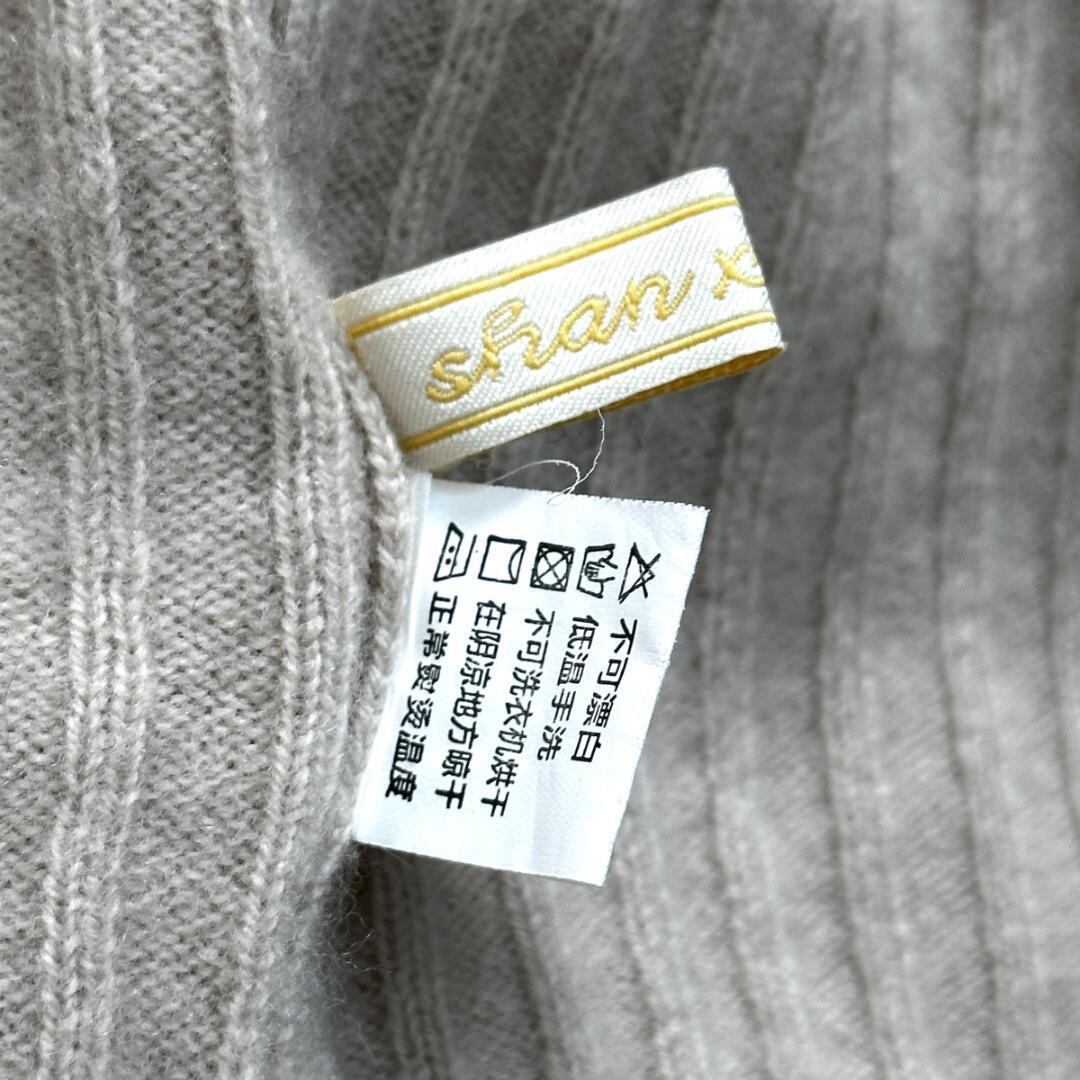 shan x
不可漂白
低温手洗
不可洗衣机烘干
在阴凉地方晾干
正常熨烫温度